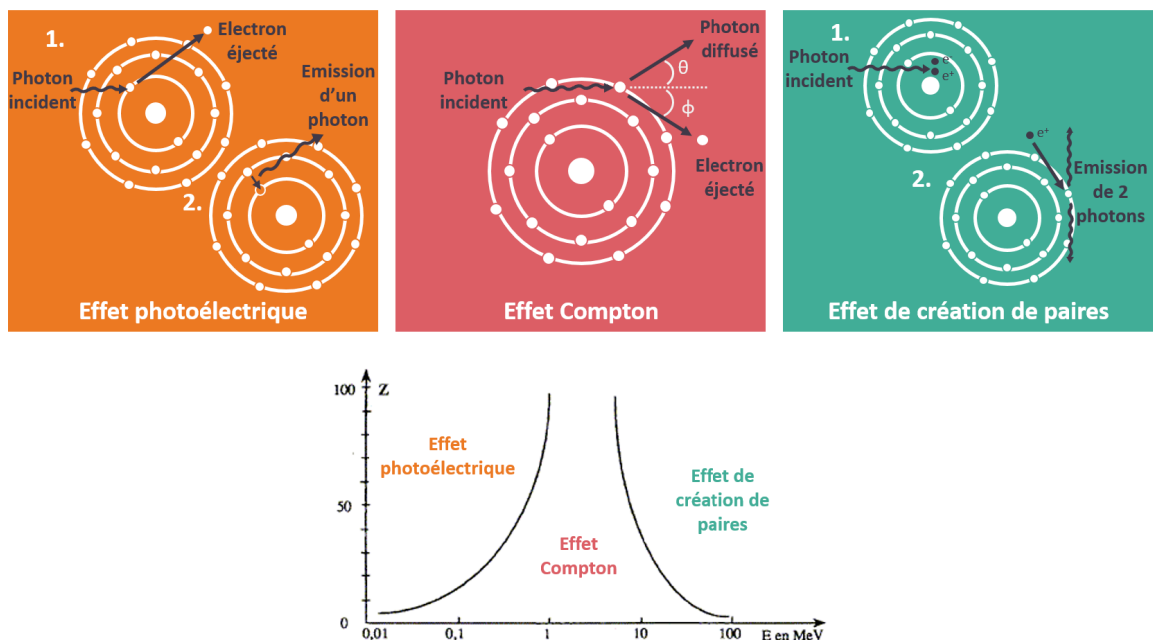 1.
Electron
éjecté
Photon
incident
Emission
d'un
photon
2.
Effet photoélectrique
Photon
diffusé
Photon
incident
θ
ϕ
Electron
éjecté
Effet Compton
1.
Photon
incident
e⁻
e⁺
e⁺
2.
Emission
de 2
photons
Effet de création de paires
100
Z
Effet
photoélectrique
Effet de
création de
paires
50
Effet
Compton
0
0,01 0,1 1 10 100 E en MeV